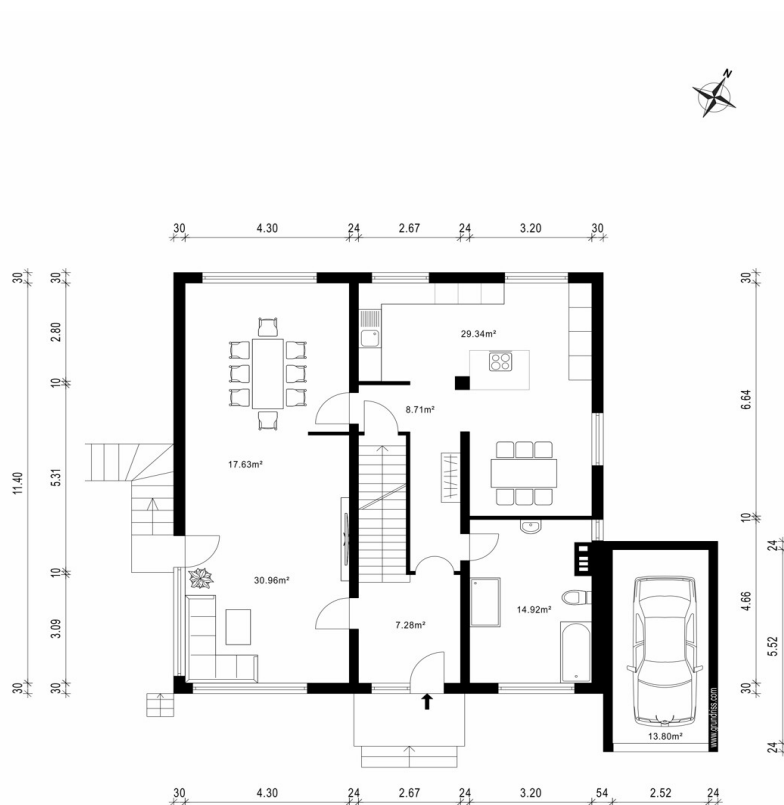 N
30 4.30 24 2.67 24 3.20 30
30 2.80 10 5.31 10 3.09 30
30 11.40 30
30 6.64 10 4.66 30
24 5.52 24
29.34m²
8.71m²
17.63m²
30.96m²
7.28m²
14.92m²
13.80m²
www.grundriss.com
30 4.30 24 2.67 24 3.20 54 2.52 24